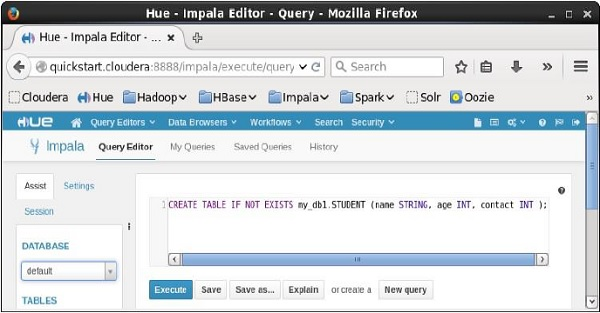 Hue - Impala Editor - Query - Mozilla Firefox
Hue - Impala Editor - ...
quickstart.cloudera:8888/impala/execute/query
Search
Cloudera Hue Hadoop HBase Impala Spark Solr Oozie »
HUE Query Editors Data Browsers Workflows Search Security
Impala Query Editor My Queries Saved Queries History
Assist Settings
Session
DATABASE
default
TABLES
1 CREATE TABLE IF NOT EXISTS my_db1.STUDENT (name STRING, age INT, contact INT );
Execute Save Save as... Explain or create a New query